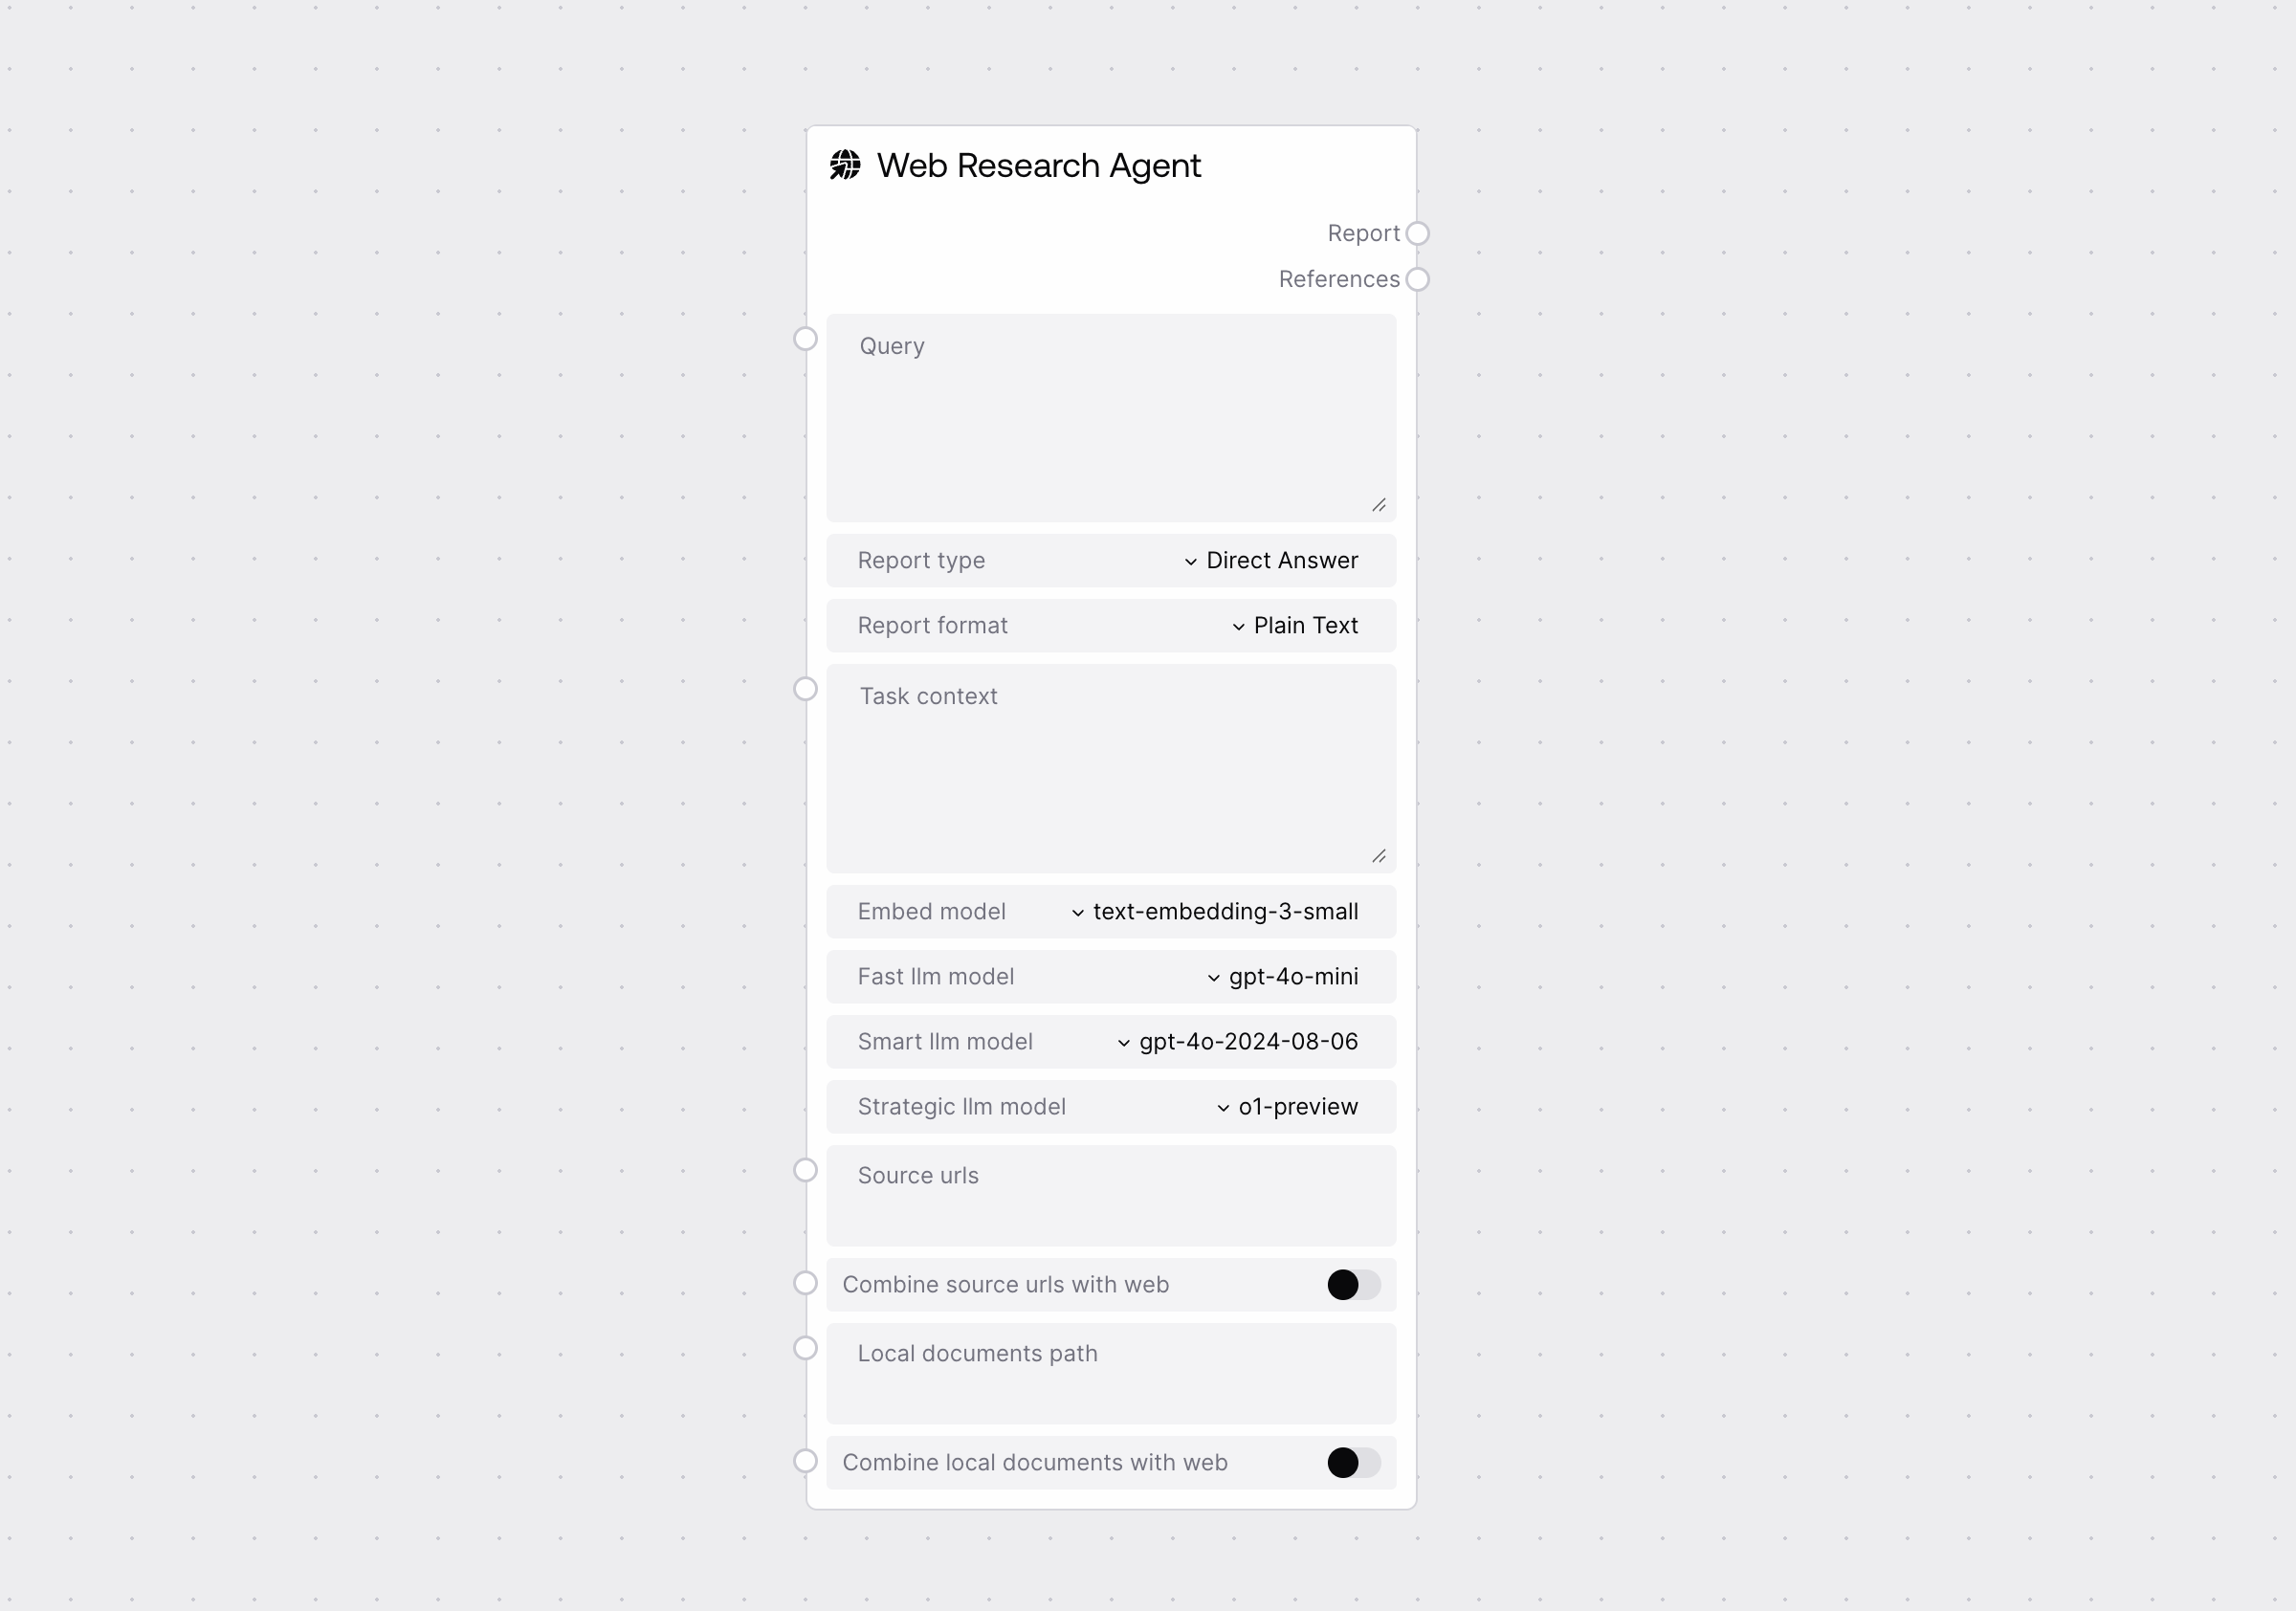 Web Research Agent
Report
References
Query
Report type Direct Answer
Report format Plain Text
Task context
Embed model text-embedding-3-small
Fast llm model gpt-4o-mini
Smart llm model gpt-4o-2024-08-06
Strategic llm model o1-preview
Source urls
Combine source urls with web
Local documents path
Combine local documents with web